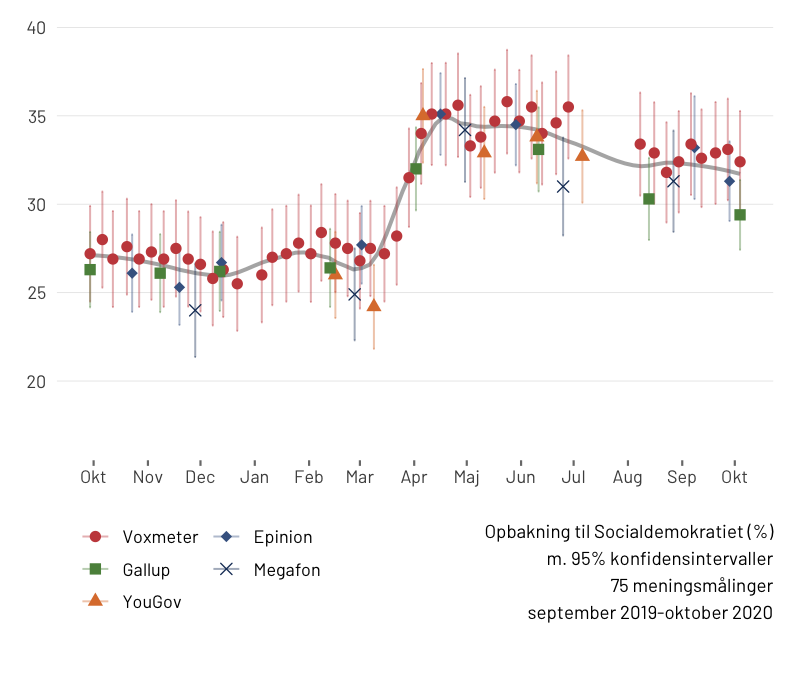 40
35
30
25
20
Okt Nov Dec Jan Feb Mar Apr Maj Jun Jul Aug Sep Okt
Voxmeter Epinion
Gallup Megafon
YouGov
Opbakning til Socialdemokratiet (%)
m. 95% konfidensintervaller
75 meningsmålinger
september 2019-oktober 2020